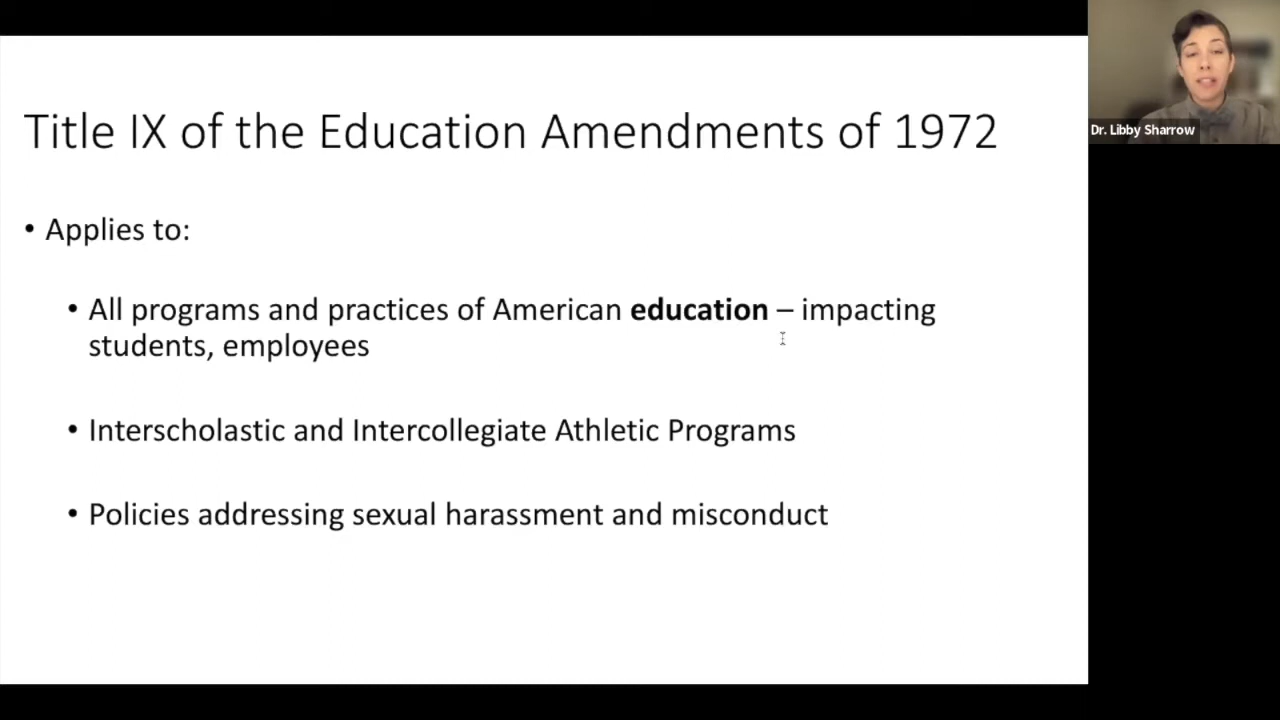 Title IX of the Education Amendments of 1972
Dr. Libby Sharrow
• Applies to:
• All programs and practices of American education – impacting
students, employees
• Interscholastic and Intercollegiate Athletic Programs
• Policies addressing sexual harassment and misconduct